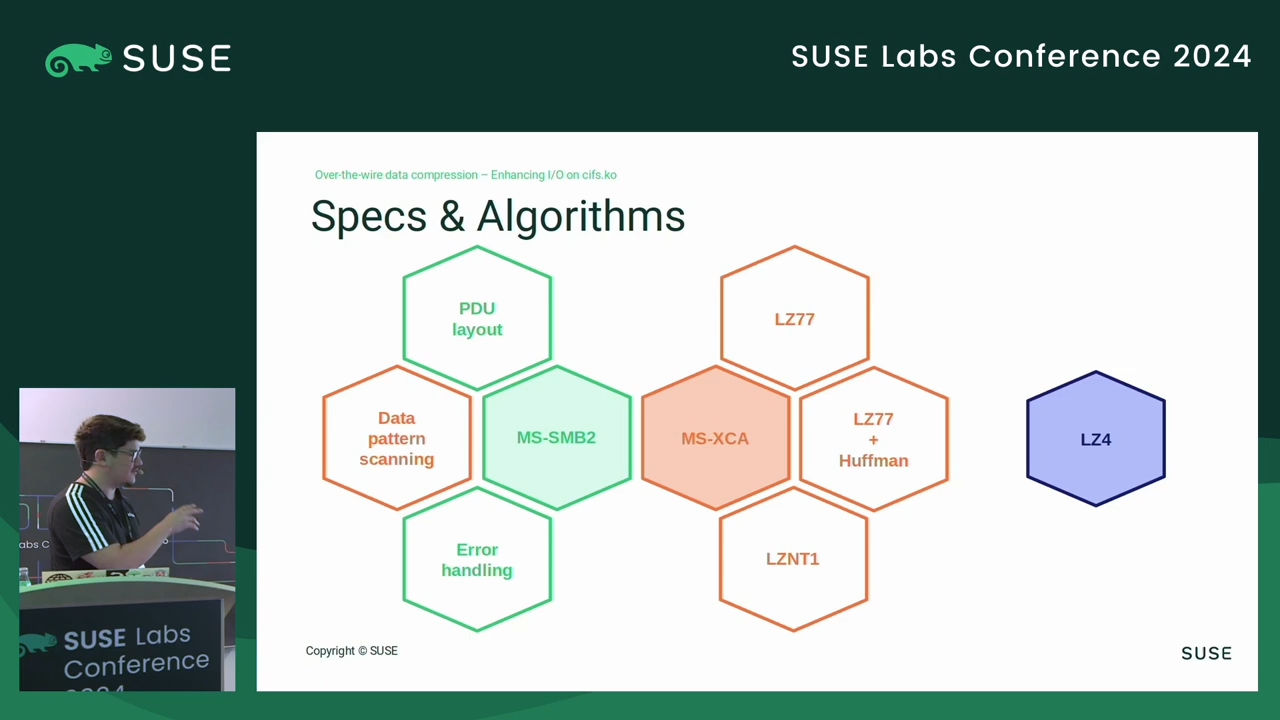 SUSE
SUSE Labs Conference 2024
Over-the-wire data compression – Enhancing I/O on cifs.ko
Specs & Algorithms
PDU
layout
LZ77
Data
pattern
scanning
MS-SMB2
MS-XCA
LZ77
+
Huffman
LZ4
Error
handling
LZNT1
Copyright © SUSE
SUSE
abs C
SUSE Labs
Conference
2024